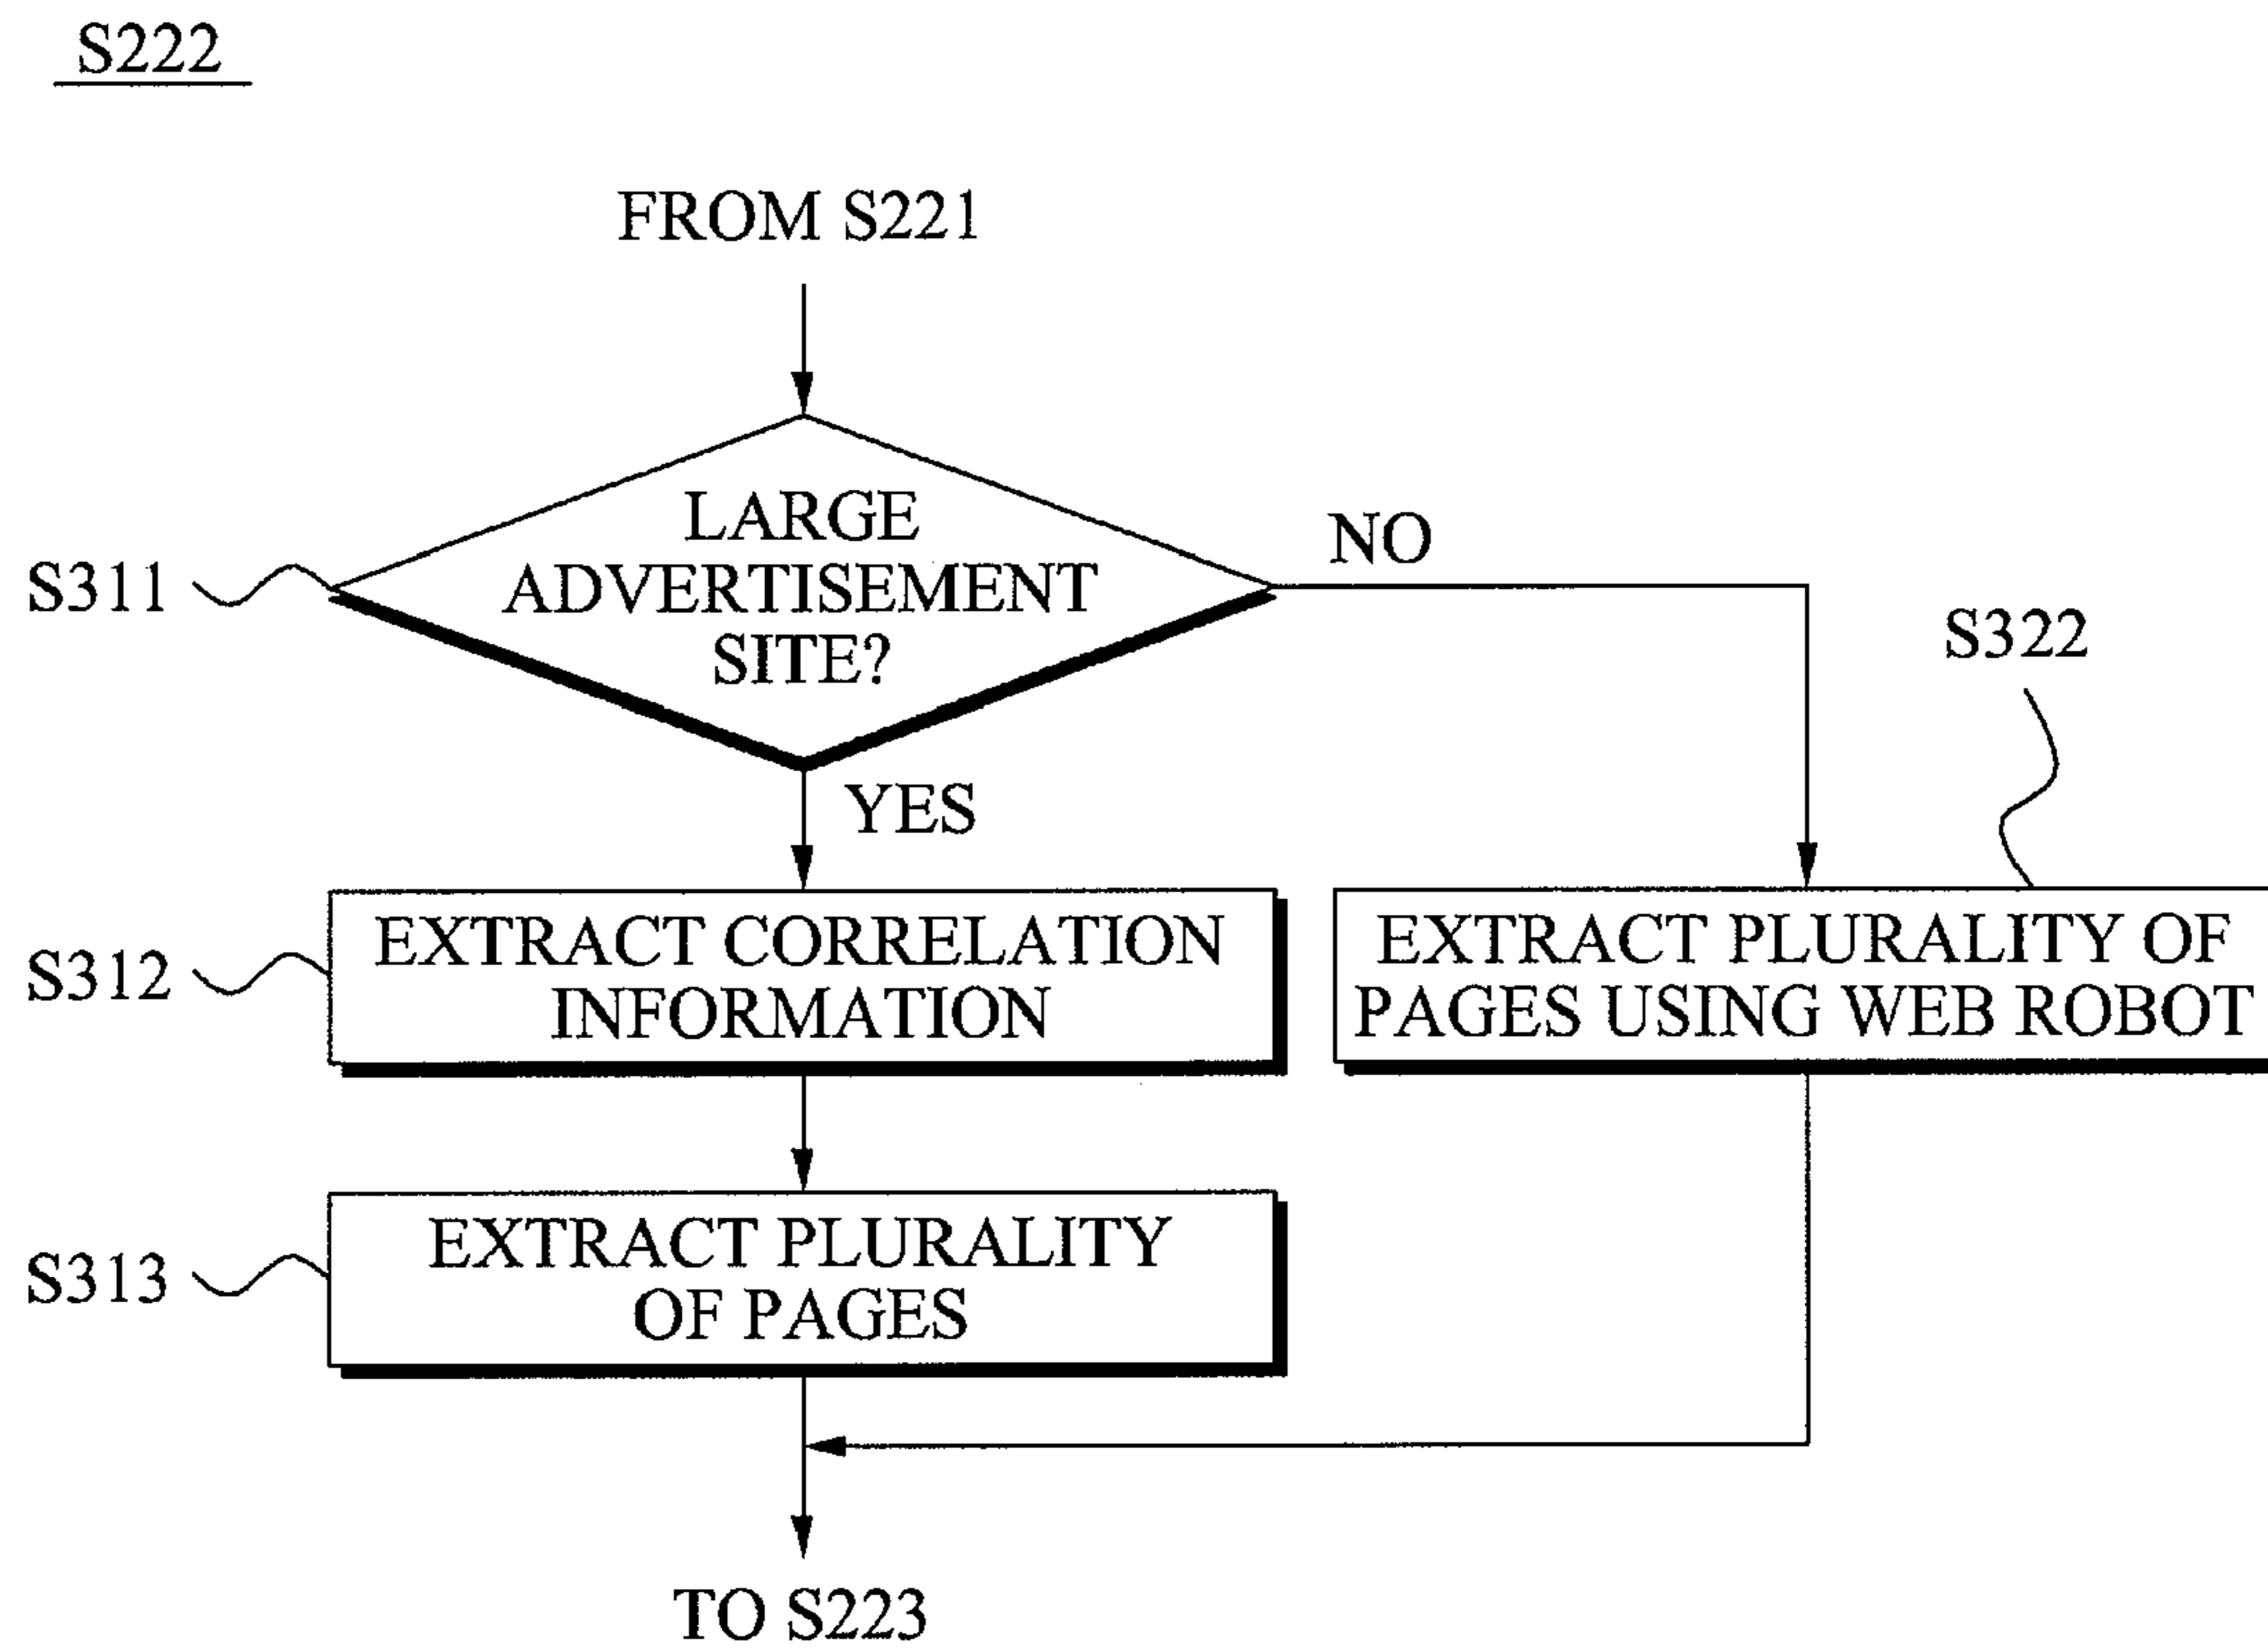 S222
FROM S221
LARGE
ADVERTISEMENT
SITE?
S311
NO
S322
YES
EXTRACT CORRELATION
INFORMATION
S312
EXTRACT PLURALITY OF
PAGES USING WEB ROBOT
EXTRACT PLURALITY
OF PAGES
S313
TO S223